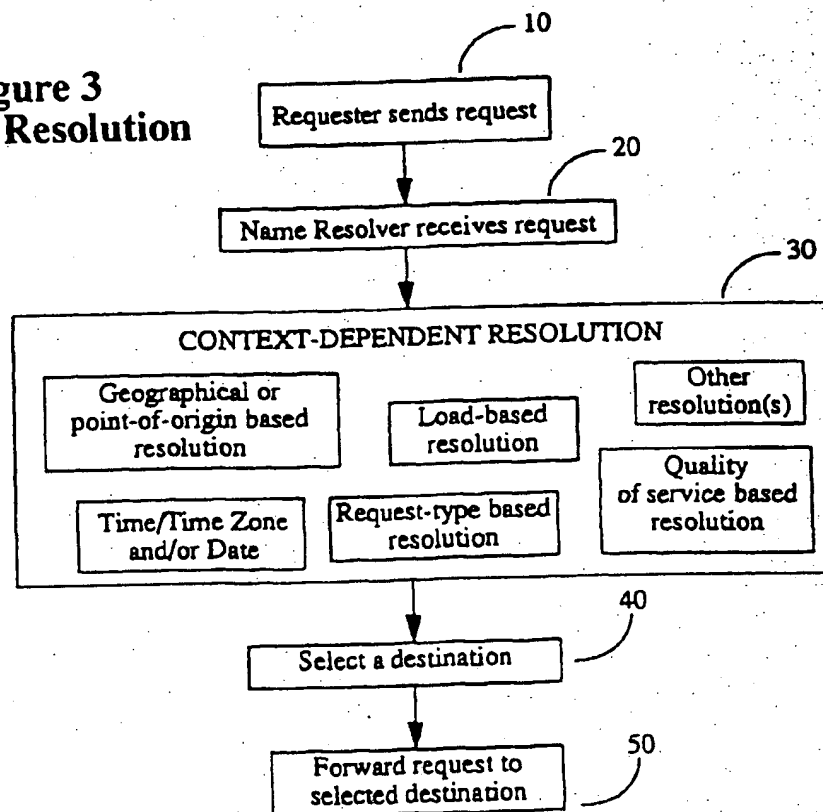 10
gure 3
Resolution
Requester sends request
20
Name Resolver receives request
30
CONTEXT-DEPENDENT RESOLUTION
Geographical or
point-of-origin based
resolution
Load-based
resolution
Other
resolution(s)
Time/Time Zone
and/or Date
Request-type based
resolution
Quality
of service based
resolution
40
Select a destination
50
Forward request to
selected destination